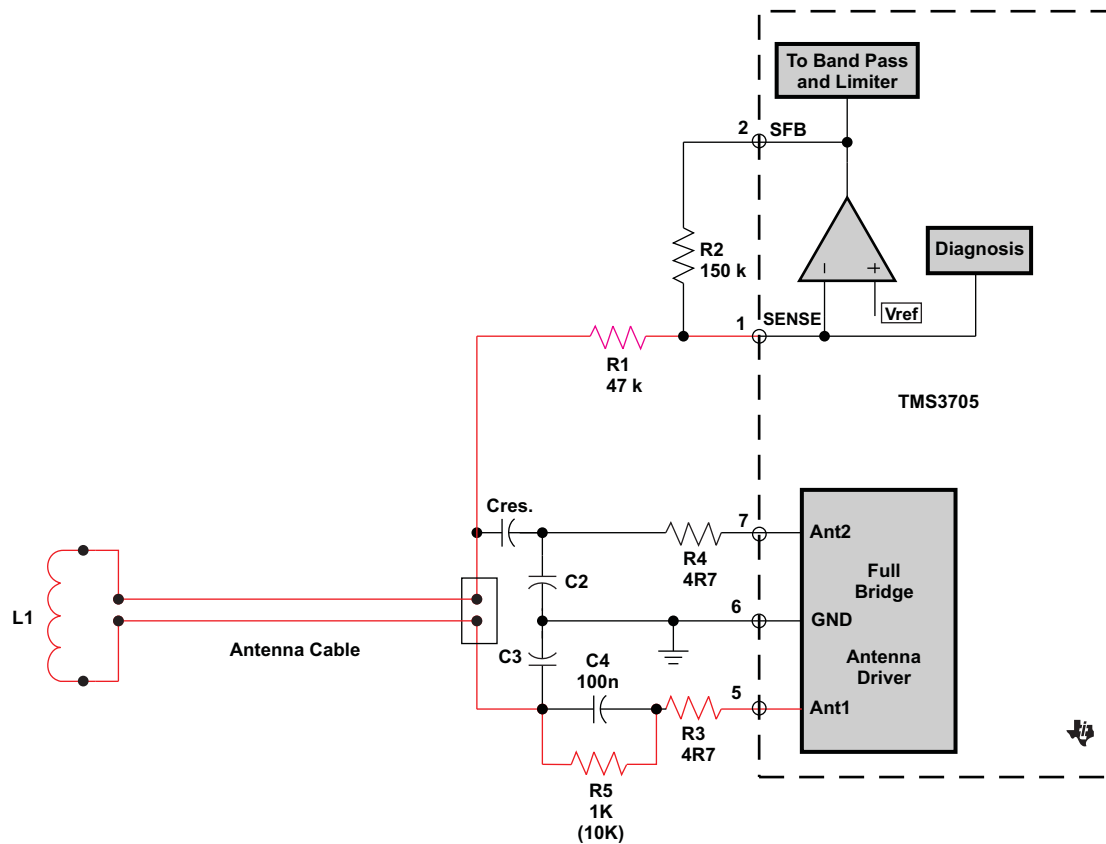 To Band Pass
and Limiter
2
SFB
R2
150 k
Diagnosis
Vref
1
SENSE
R1
47 k
TMS3705
Cres.
7
Ant2
R4
4R7
C2
Full
Bridge
L1
6
GND
Antenna Cable
C3
C4
100n
Antenna
Driver
5
Ant1
R3
4R7
R5
1K
(10K)